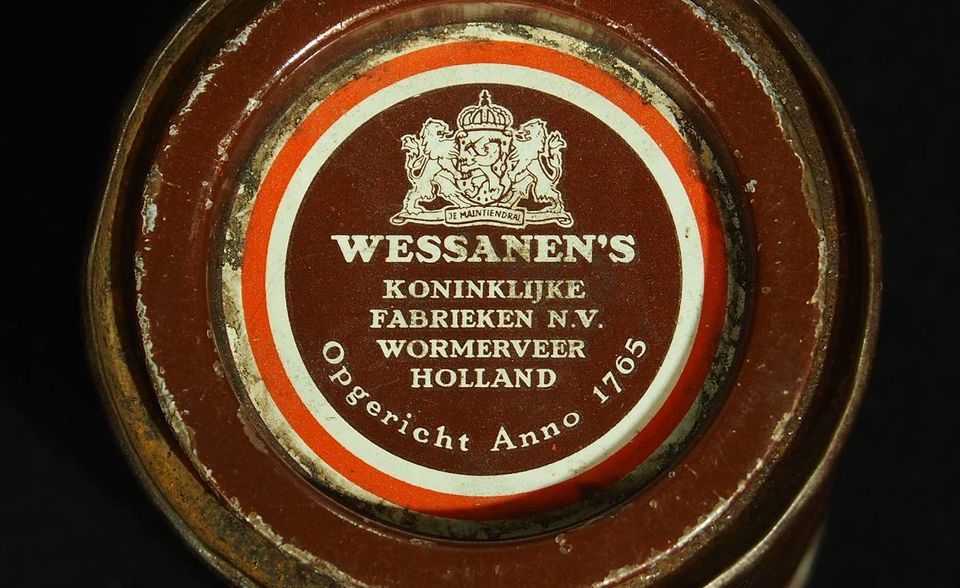 JE MAINTIENDRAI
WESSANEN'S
KONINKLIJKE
FABRIEKEN N.V.
WORMERVEER
HOLLAND
Opgericht Anno 1765